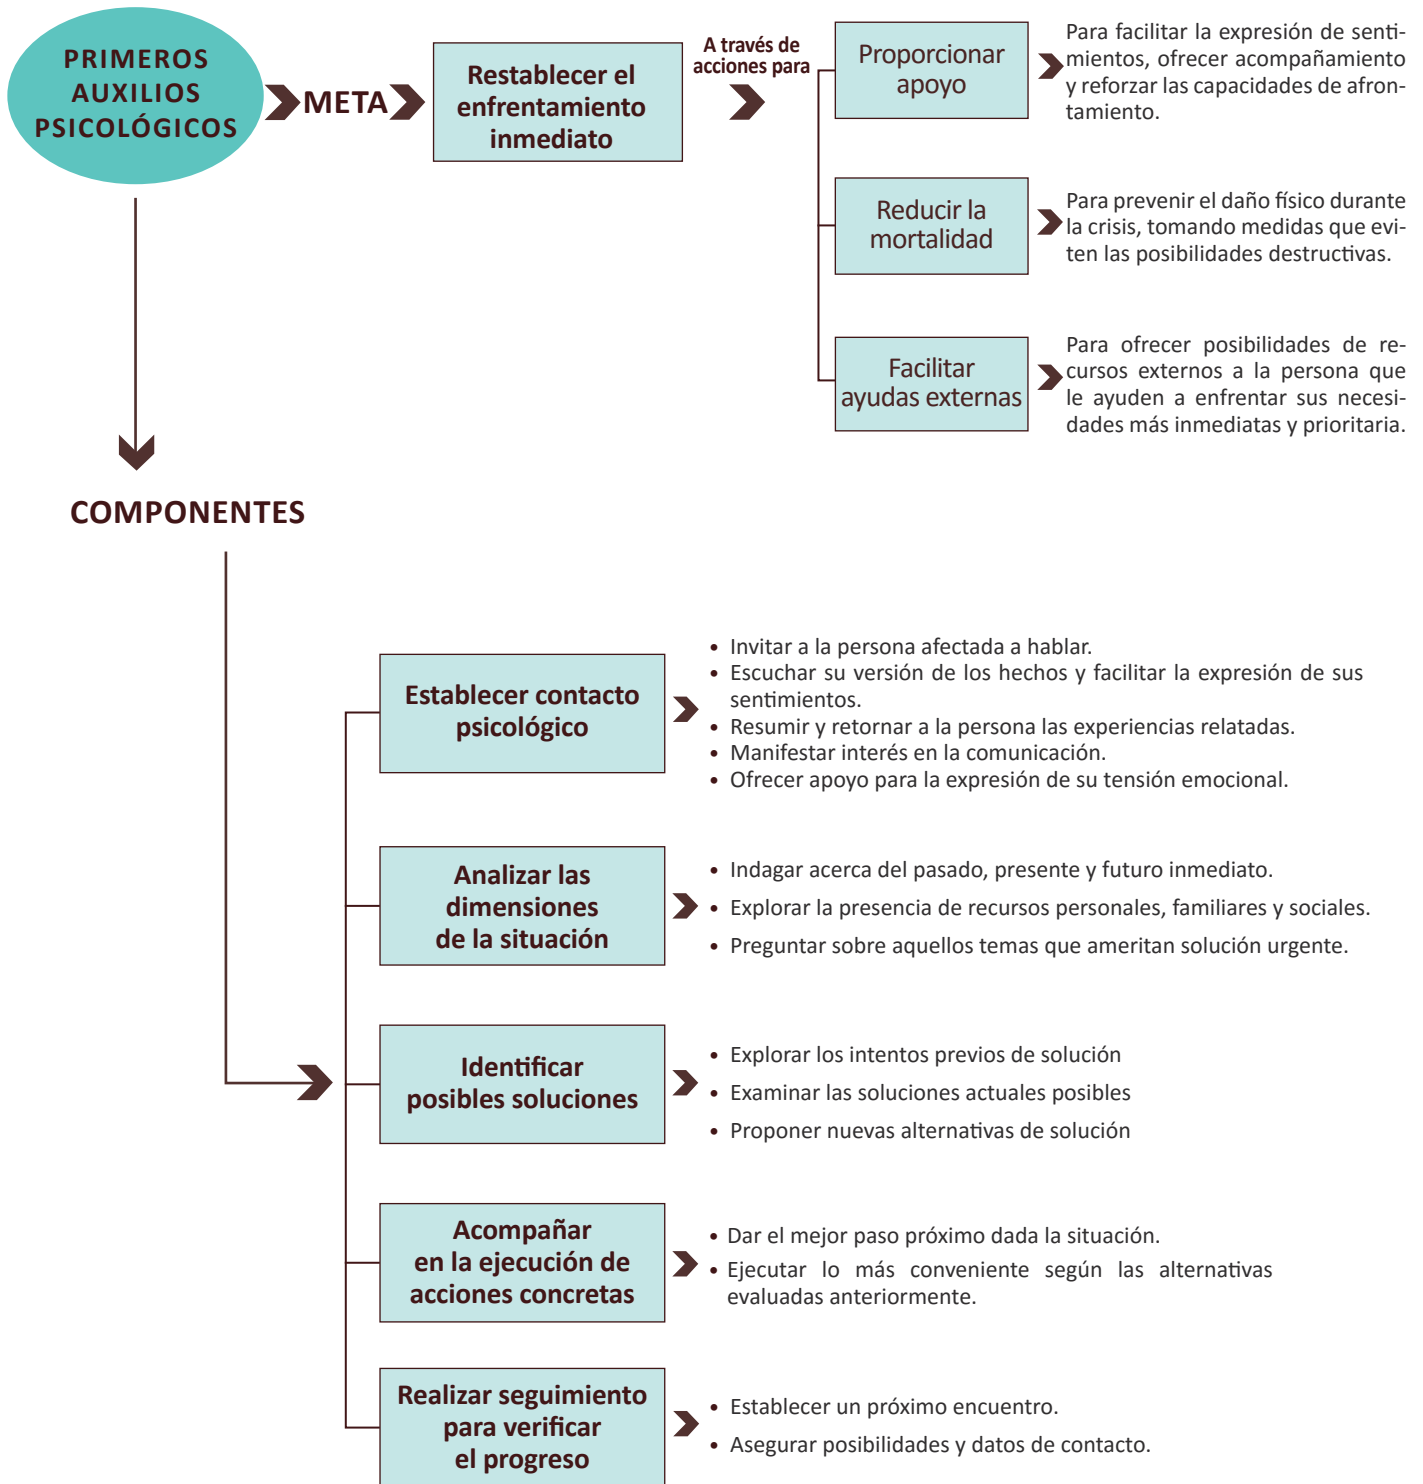 PRIMEROS
AUXILIOS
PSICOLÓGICOS
META
Restablecer el
enfrentamiento
inmediato
A través de
acciones para
Proporcionar
apoyo
Para facilitar la expresión de senti-
mientos, ofrecer acompañamiento
y reforzar las capacidades de afron-
tamiento.
Reducir la
mortalidad
Para prevenir el daño físico durante
la crisis, tomando medidas que evi-
ten las posibilidades destructivas.
Facilitar
ayudas externas
Para ofrecer posibilidades de re-
cursos externos a la persona que
le ayuden a enfrentar sus necesi-
dades más inmediatas y prioritaria.
COMPONENTES
Establecer contacto
psicológico
• Invitar a la persona afectada a hablar.
• Escuchar su versión de los hechos y facilitar la expresión de sus
sentimientos.
• Resumir y retornar a la persona las experiencias relatadas.
• Manifestar interés en la comunicación.
• Ofrecer apoyo para la expresión de su tensión emocional.
Analizar las
dimensiones
de la situación
• Indagar acerca del pasado, presente y futuro inmediato.
• Explorar la presencia de recursos personales, familiares y sociales.
• Preguntar sobre aquellos temas que ameritan solución urgente.
Identificar
posibles soluciones
• Explorar los intentos previos de solución
• Examinar las soluciones actuales posibles
• Proponer nuevas alternativas de solución
Acompañar
en la ejecución de
acciones concretas
• Dar el mejor paso próximo dada la situación.
• Ejecutar lo más conveniente según las alternativas
evaluadas anteriormente.
Realizar seguimiento
para verificar
el progreso
• Establecer un próximo encuentro.
• Asegurar posibilidades y datos de contacto.